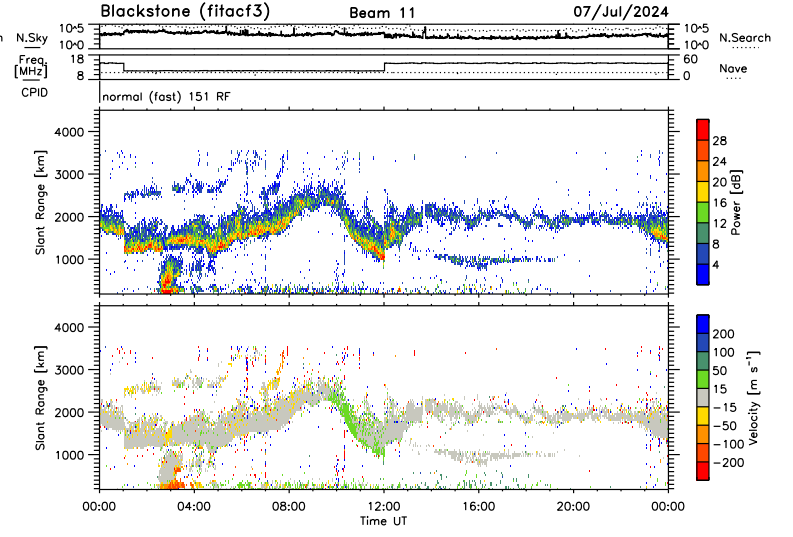 Blackstone (fitacf3) Beam 11 07/Jul/2024
n N.Sky 10^5 10^0 10^5 10^0 N.Search
Freq. [MHz] 18 8 60 0 Nave
CPID normal (fast) 151 RF
Slant Range [km] 4000 3000 2000 1000
28 24 20 16 12 8 4 Power [dB]
Slant Range [km] 4000 3000 2000 1000
200 100 50 15 -15 -50 -100 -200 Velocity [m s⁻¹]
00:00 04:00 08:00 12:00 16:00 20:00 00:00
Time UT